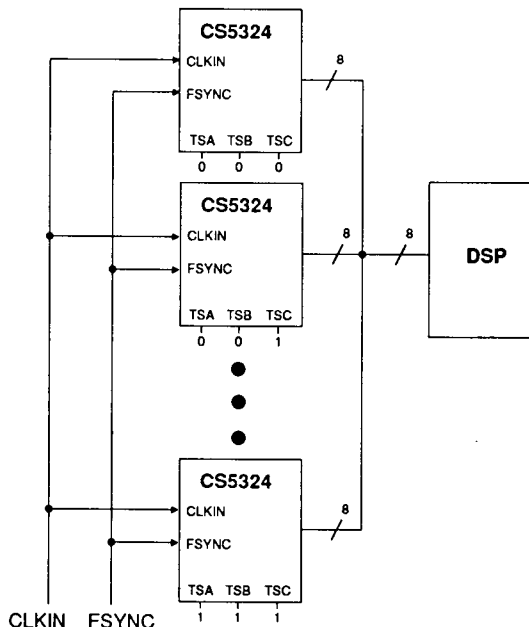 CS5324
CLKIN
FSYNC
TSA TSB TSC
0 0 0
8
CS5324
CLKIN
FSYNC
TSA TSB TSC
0 0 1
8
8
DSP
CS5324
CLKIN
FSYNC
TSA TSB TSC
1 1 1
8
CLKIN FSYNC